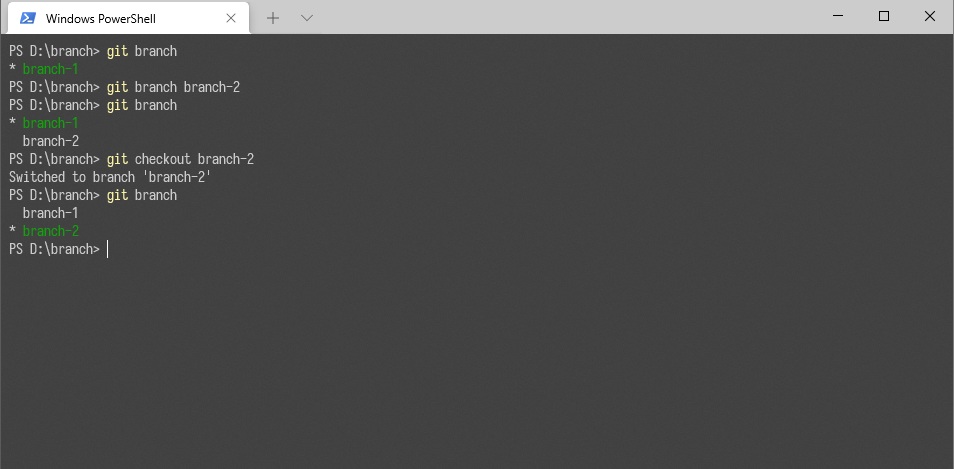 Windows PowerShell
PS D:\branch> git branch
* branch-1
PS D:\branch> git branch branch-2
PS D:\branch> git branch
* branch-1
  branch-2
PS D:\branch> git checkout branch-2
Switched to branch 'branch-2'
PS D:\branch> git branch
  branch-1
* branch-2
PS D:\branch>